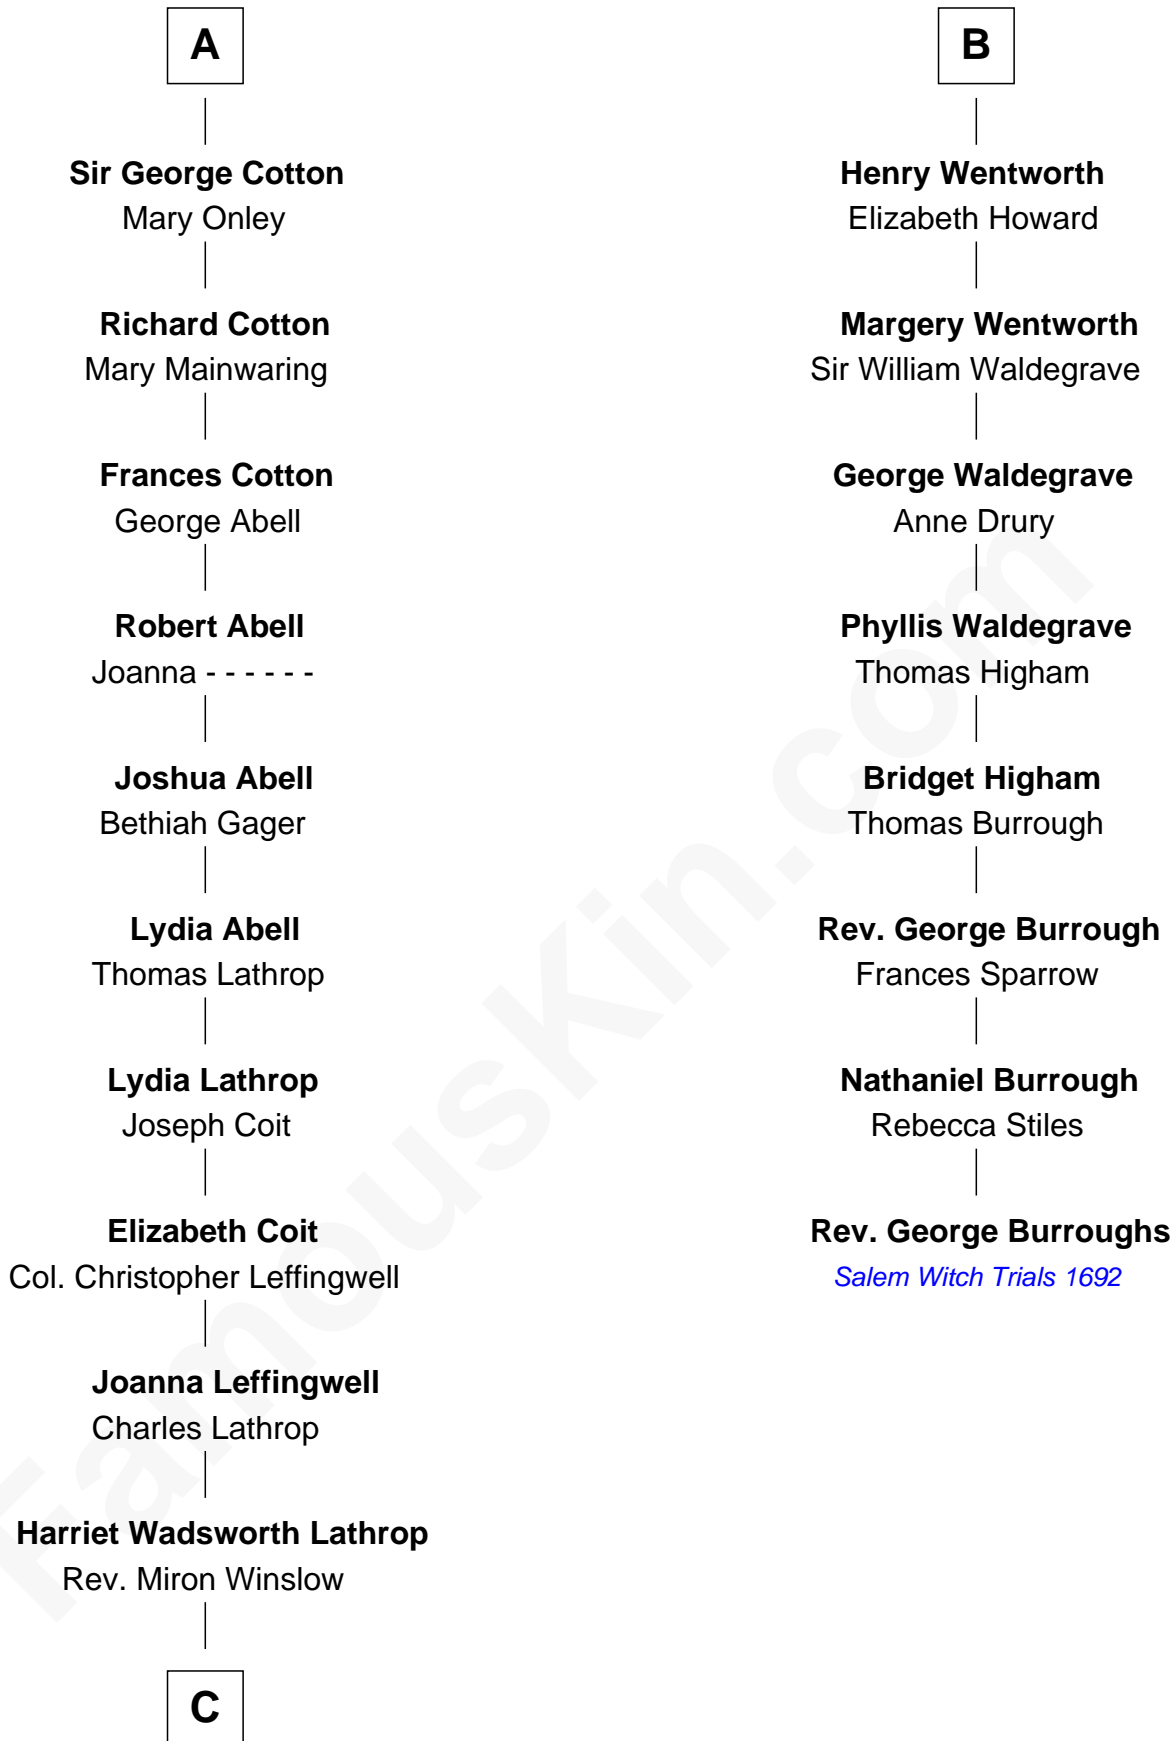 A
Sir George Cotton
Mary Onley
Richard Cotton
Mary Mainwaring
Frances Cotton
George Abell
Robert Abell
Joanna - - - - - -
Joshua Abell
Bethiah Gager
Lydia Abell
Thomas Lathrop
Lydia Lathrop
Joseph Coit
Elizabeth Coit
Col. Christopher Leffingwell
Joanna Leffingwell
Charles Lathrop
Harriet Wadsworth Lathrop
Rev. Miron Winslow
C
B
Henry Wentworth
Elizabeth Howard
Margery Wentworth
Sir William Waldegrave
George Waldegrave
Anne Drury
Phyllis Waldegrave
Thomas Higham
Bridget Higham
Thomas Burrough
Rev. George Burrough
Frances Sparrow
Nathaniel Burrough
Rebecca Stiles
Rev. George Burroughs
Salem Witch Trials 1692
FamousKin.com